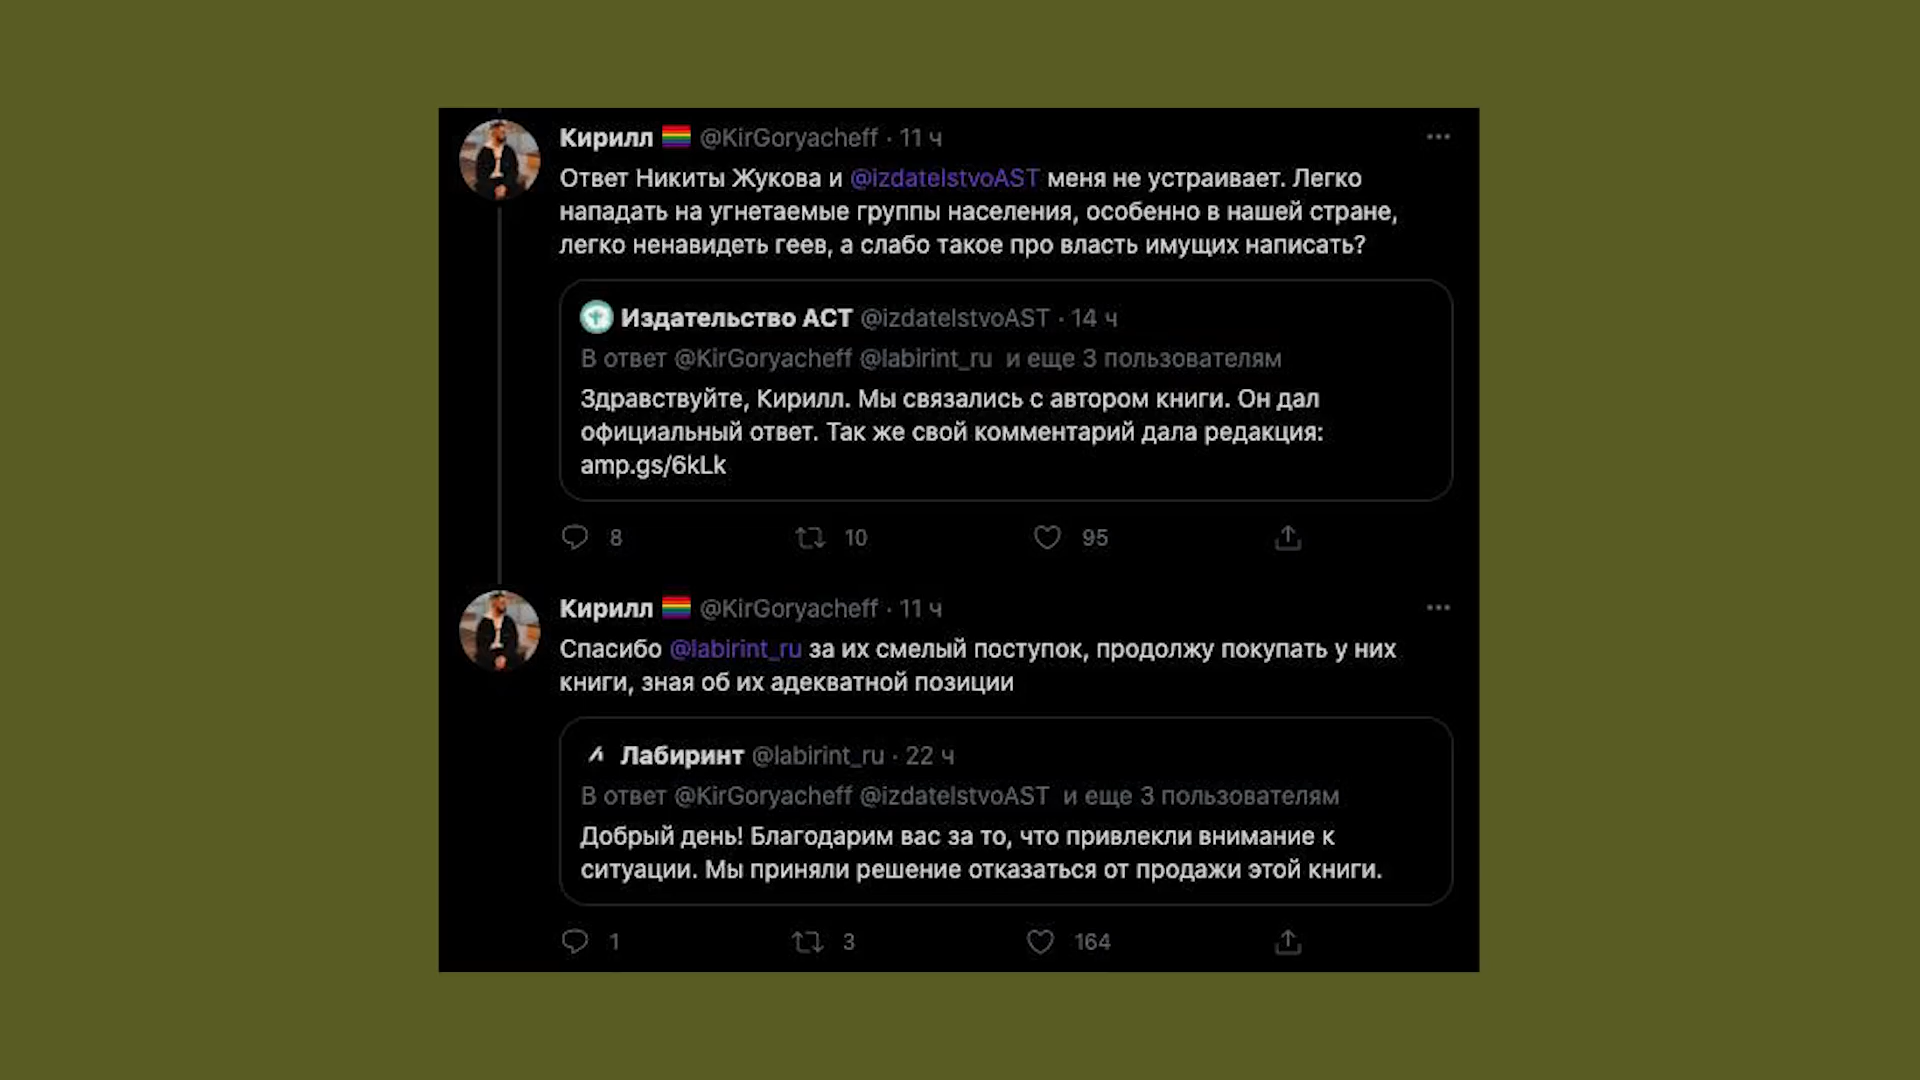 Кирилл @KirGoryacheff · 11 ч
Ответ Никиты Жукова и @izdatelstvoAST меня не устраивает. Легко
нападать на угнетаемые группы населения, особенно в нашей стране,
легко ненавидеть геев, а слабо такое про власть имущих написать?
Издательство АСТ @izdatelstvoAST · 14 ч
В ответ @KirGoryacheff @labirint_ru и еще 3 пользователям
Здравствуйте, Кирилл. Мы связались с автором книги. Он дал
официальный ответ. Так же свой комментарий дала редакция:
amp.gs/6kLk
8 10 95
Кирилл @KirGoryacheff · 11 ч
Спасибо @labirint_ru за их смелый поступок, продолжу покупать у них
книги, зная об их адекватной позиции
Лабиринт @labirint_ru · 22 ч
В ответ @KirGoryacheff @izdatelstvoAST и еще 3 пользователям
Добрый день! Благодарим вас за то, что привлекли внимание к
ситуации. Мы приняли решение отказаться от продажи этой книги.
1 3 164